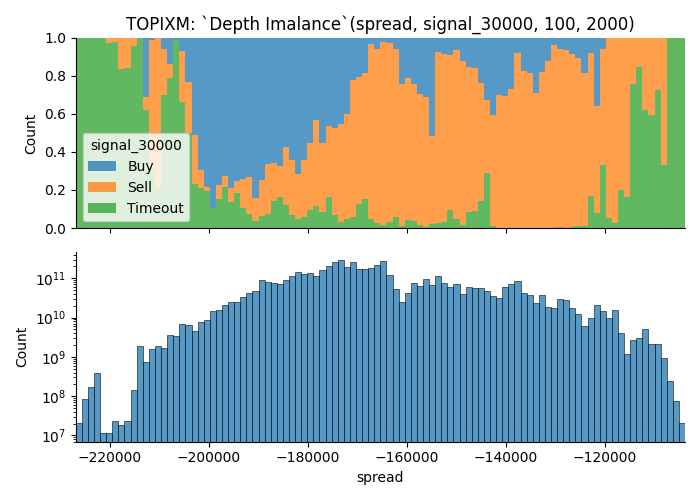 TOPIXM: `Depth Imalance`(spread, signal_30000, 100, 2000)
1.0
0.8
0.6
0.4
0.2
0.0
Count
signal_30000
Buy
Sell
Timeout
10¹¹
10¹⁰
10⁹
10⁸
10⁷
Count
−220000 −200000 −180000 −160000 −140000 −120000
spread